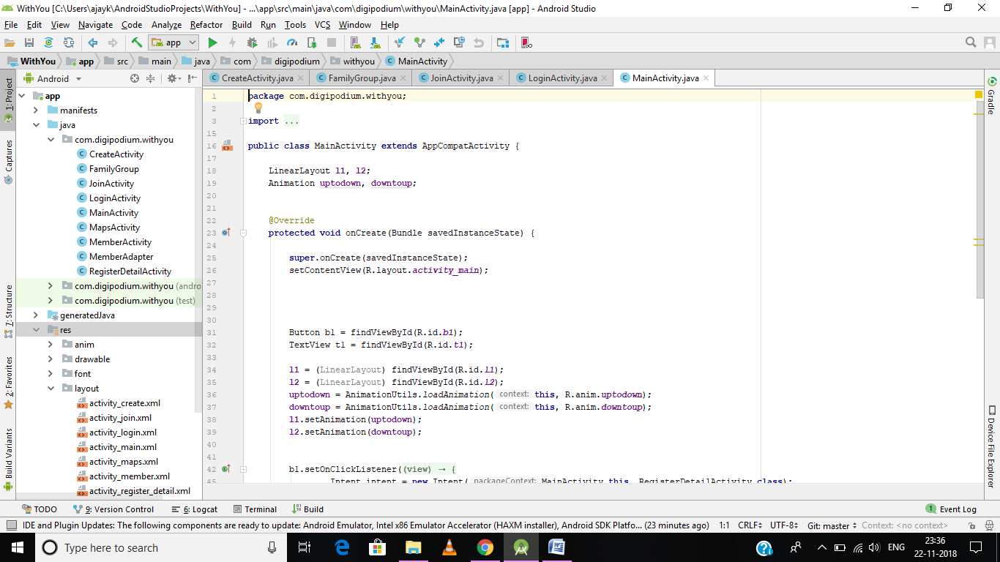 WithYou [C:\Users\ajayk\AndroidStudioProjects\WithYou] - ...\app\src\main\java\com\digipodium\withyou\MainActivity.java [app] - Android Studio
File Edit View Navigate Code Analyze Refactor Build Run Tools VCS Window Help
app
WithYou app src main java com digipodium withyou MainActivity
Android
CreateActivity.java FamilyGroup.java JoinActivity.java LoginActivity.java MainActivity.java
1: Project
Captures
7: Structure
2: Favorites
Build Variants
app
manifests
java
com.digipodium.withyou
CreateActivity
FamilyGroup
JoinActivity
LoginActivity
MainActivity
MapsActivity
MemberActivity
MemberAdapter
RegisterDetailActivity
com.digipodium.withyou (andro
com.digipodium.withyou (test)
generatedJava
res
anim
drawable
font
layout
activity_create.xml
activity_join.xml
activity_login.xml
activity_main.xml
activity_maps.xml
activity_member.xml
activity_register_detail.xml
1 package com.digipodium.withyou;
2
3 import ...
15
16 public class MainActivity extends AppCompatActivity {
17
18 LinearLayout l1, l2;
19 Animation uptodown, downtoup;
20
21
22 @Override
23 protected void onCreate(Bundle savedInstanceState) {
24
25 super.onCreate(savedInstanceState);
26 setContentView(R.layout.activity_main);
27
28
29
30
31 Button b1 = findViewById(R.id.b1);
32 TextView t1 = findViewById(R.id.t1);
33
34 l1 = (LinearLayout) findViewById(R.id.l1);
35 l2 = (LinearLayout) findViewById(R.id.l2);
36 uptodown = AnimationUtils.loadAnimation( context: this, R.anim.uptodown);
37 downtoup = AnimationUtils.loadAnimation( context: this, R.anim.downtoup);
38 l1.setAnimation(uptodown);
39 l2.setAnimation(downtoup);
40
41
42 b1.setOnClickListener((view) → {
45 Intent intent = new Intent( packageContext: MainActivity.this, RegisterDetailActivity.class);
Gradle
Device File Explorer
TODO 9: Version Control 6: Logcat Terminal Build 1 Event Log
IDE and Plugin Updates: The following components are ready to update: Android Emulator, Intel x86 Emulator Accelerator (HAXM installer), Android SDK Platfo... (23 minutes ago) 1:1 CRLF UTF-8 Git: master Context: <no context>
Type here to search
ENG
23:36
22-11-2018